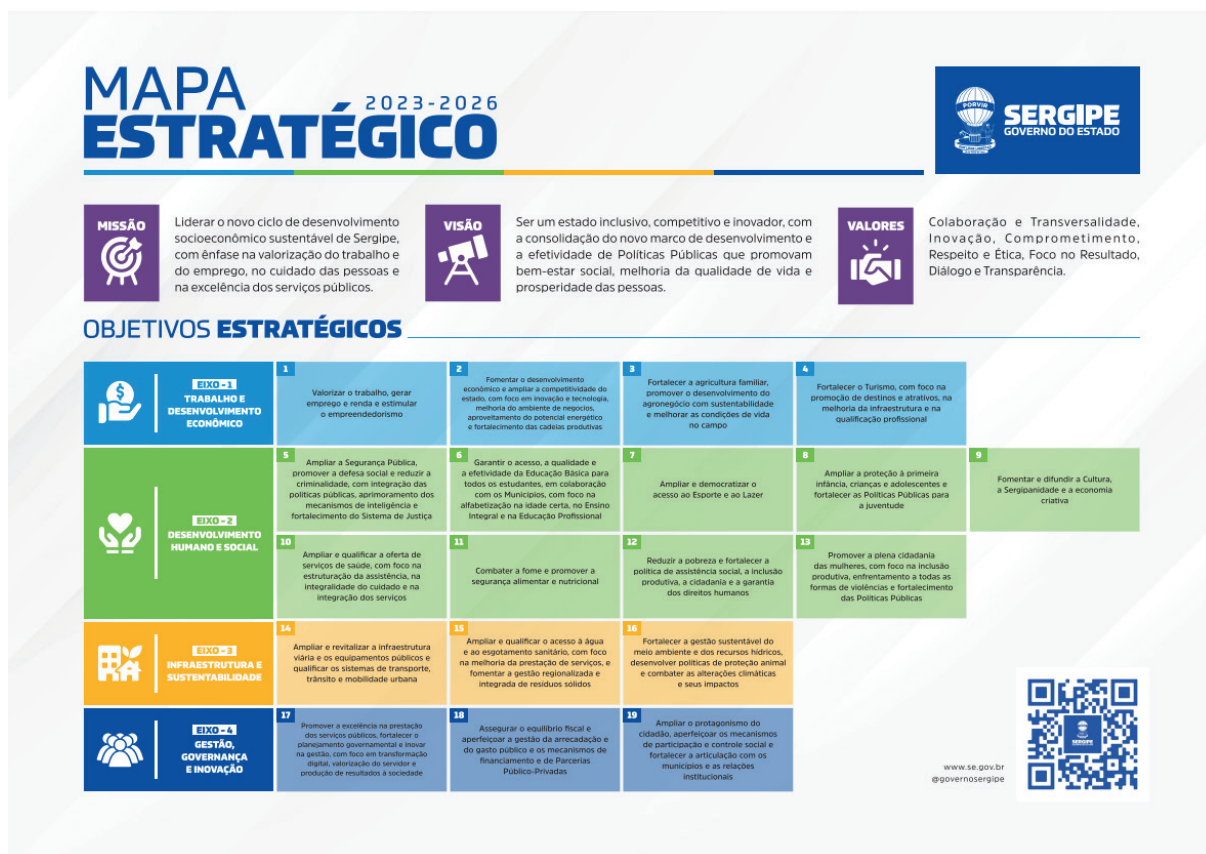 MAPA
2023-2026
ESTRATÉGICO
PORVIR
SERGIPE
GOVERNO DO ESTADO
MISSÃO
Liderar o novo ciclo de desenvolvimento
socioeconômico sustentável de Sergipe,
com ênfase na valorização do trabalho e
do emprego, no cuidado das pessoas e
na excelência dos serviços públicos.
VISÃO
Ser um estado inclusivo, competitivo e inovador, com
a consolidação do novo marco de desenvolvimento e
a efetividade de Políticas Públicas que promovam
bem-estar social, melhoria da qualidade de vida e
prosperidade das pessoas.
VALORES
Colaboração e Transversalidade,
Inovação, Comprometimento,
Respeito e Ética, Foco no Resultado,
Diálogo e Transparência.
OBJETIVOS ESTRATÉGICOS
EIXO - 1
TRABALHO E
DESENVOLVIMENTO
ECONÔMICO
1
Valorizar o trabalho, gerar
emprego e renda e estimular
o empreendedorismo
2
Fomentar o desenvolvimento
econômico e ampliar a competitividade do
estado, com foco em inovação e tecnologia,
melhoria do ambiente de negocios,
aproveitamento do potencial energético
e fortalecimento das cadeias produtivas
3
Fortalecer a agricultura familiar,
promover o desenvolvimento do
agronegócio com sustentabilidade
e melhorar as condições de vida
no campo
4
Fortalecer o Turismo, com foco na
promoção de destinos e atrativos, na
melhoria da infraestrutura e na
qualificação profissional
EIXO - 2
DESENVOLVIMENTO
HUMANO E SOCIAL
5
Ampliar a Segurança Pública,
promover a defesa social e reduzir a
criminalidade, com integração das
políticas públicas, aprimoramento dos
mecanismos de inteligência e
fortalecimento do Sistema de Justiça
6
Garantir o acesso, a qualidade e
a efetividade da Educação Básica para
todos os estudantes, em colaboração
com os Municípios, com foco na
alfabetização na idade certa, no Ensino
Integral e na Educação Profissional
7
Ampliar e democratizar o
acesso ao Esporte e ao Lazer
8
Ampliar a proteção à primeira
infância, crianças e adolescentes e
fortalecer as Políticas Públicas para
a juventude
9
Fomentar e difundir a Cultura,
a Sergipanidade e a economia
criativa
10
Ampliar e qualificar a oferta de
serviços de saúde, com foco na
estruturação da assistência, na
integralidade do cuidado e na
integração dos serviços
11
Combater a fome e promover a
segurança alimentar e nutricional
12
Reduzir a pobreza e fortalecer a
política de assistência social, a inclusão
produtiva, a cidadania e a garantia
dos direitos humanos
13
Promover a plena cidadania
das mulheres, com foco na inclusão
produtiva, enfrentamento a todas as
formas de violências e fortalecimento
das Políticas Públicas
EIXO - 3
INFRAESTRUTURA E
SUSTENTABILIDADE
14
Ampliar e revitalizar a infraestrutura
viária e os equipamentos públicos e
qualificar os sistemas de transporte,
trânsito e mobilidade urbana
15
Ampliar e qualificar o acesso à água
e ao esgotamento sanitário, com foco
na melhoria da prestação de serviços, e
fomentar a gestão regionalizada e
integrada de resíduos sólidos
16
Fortalecer a gestão sustentável do
meio ambiente e dos recursos hídricos,
desenvolver políticas de proteção animal
e combater as alterações climáticas
e seus impactos
EIXO - 4
GESTÃO,
GOVERNANÇA
E INOVAÇÃO
17
Promover a excelência na prestação
dos serviços públicos, fortalecer o
planejamento governamental e inovar
na gestão, com foco em transformação
digital, valorização do servidor e
produção de resultados à sociedade
18
Assegurar o equilíbrio fiscal e
aperfeiçoar a gestão da arrecadação e
do gasto público e os mecanismos de
financiamento e de Parcerias
Público-Privadas
19
Ampliar o protagonismo do
cidadão, aperfeiçoar os mecanismos
de participação e controle social e
fortalecer a articulação com os
municípios e as relações
institucionais
www.se.gov.br
@governosergipe
SERGIPE